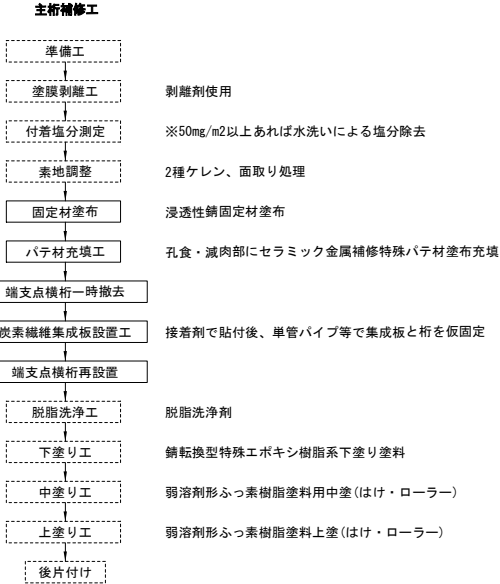 主桁補修工
準備工
塗膜剥離工 剥離剤使用
付着塩分測定 ※50mg/m2以上あれば水洗いによる塩分除去
素地調整 2種ケレン、面取り処理
固定材塗布 浸透性錆固定材塗布
パテ材充填工 孔食・減肉部にセラミック金属補修特殊パテ材塗布充填
端支点横桁一時撤去
炭素繊維集成板設置工 接着剤で貼付後、単管パイプ等で集成板と桁を仮固定
端支点横桁再設置
脱脂洗浄工 脱脂洗浄剤
下塗り工 錆転換型特殊エポキシ樹脂系下塗り塗料
中塗り工 弱溶剤形ふっ素樹脂塗料用中塗(はけ・ローラー)
上塗り工 弱溶剤形ふっ素樹脂塗料上塗(はけ・ローラー)
後片付け